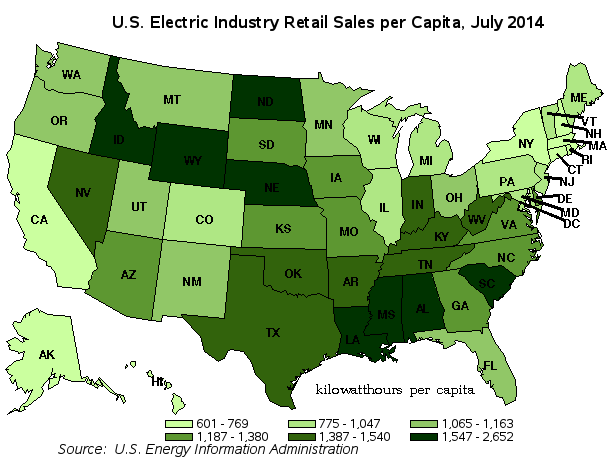 U.S. Electric Industry Retail Sales per Capita, July 2014
WA
MT
ND
MN
ME
OR
ID
SD
WI
MI
NY
VT
NH
MA
RI
CT
WY
NE
IA
PA
NJ
NV
UT
CO
IL
IN
OH
DE
MD
DC
CA
KS
MO
KY
WV
VA
AZ
NM
OK
AR
TN
NC
TX
LA
MS
AL
GA
SC
AK
HI
FL
kilowatthours per capita
601 - 769
775 - 1,047
1,065 - 1,163
1,187 - 1,380
1,387 - 1,540
1,547 - 2,652
Source: U.S. Energy Information Administration